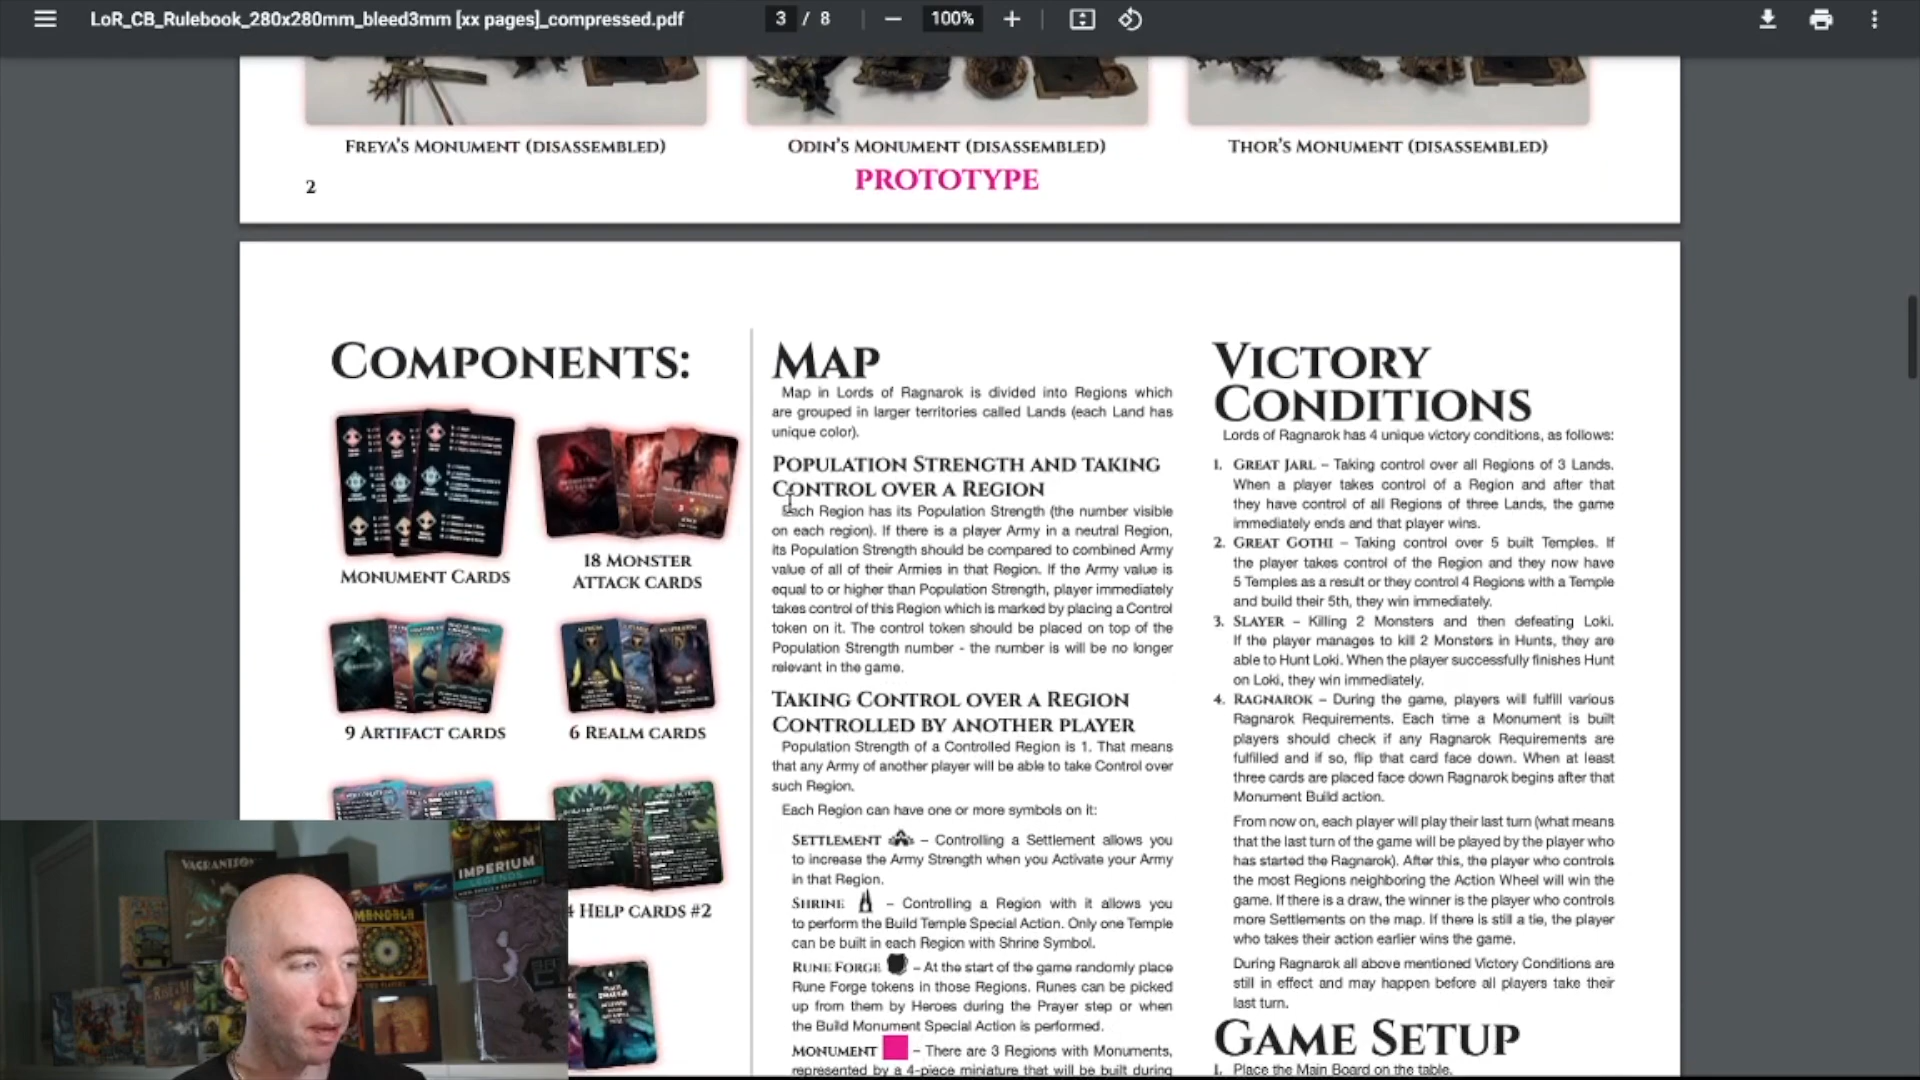 LoR_CB_Rulebook_280x280mm_bleed3mm [xx pages]_compressed.pdf
3 / 8
100%
FREYA'S MONUMENT (DISASSEMBLED)
ODIN'S MONUMENT (DISASSEMBLED)
THOR'S MONUMENT (DISASSEMBLED)
2
PROTOTYPE
COMPONENTS:
MONUMENT CARDS
18 MONSTER
ATTACK CARDS
9 ARTIFACT CARDS
6 REALM CARDS
4 HELP CARDS #2
MAP
Map in Lords of Ragnarok is divided into Regions which
are grouped in larger territories called Lands (each Land has
unique color).
POPULATION STRENGTH AND TAKING
CONTROL OVER A REGION
Each Region has its Population Strength (the number visible
on each region). If there is a player Army in a neutral Region,
its Population Strength should be compared to combined Army
value of all of their Armies in that Region. If the Army value is
equal to or higher than Population Strength, player immediately
takes control of this Region which is marked by placing a Control
token on it. The control token should be placed on top of the
Population Strength number - the number is will be no longer
relevant in the game.
TAKING CONTROL OVER A REGION
CONTROLLED BY ANOTHER PLAYER
Population Strength of a Controlled Region is 1. That means
that any Army of another player will be able to take Control over
such Region.
Each Region can have one or more symbols on it:
SETTLEMENT – Controlling a Settlement allows you
to increase the Army Strength when you Activate your Army
in that Region.
SHRINE – Controlling a Region with it allows you
to perform the Build Temple Special Action. Only one Temple
can be built in each Region with Shrine Symbol.
RUNE FORGE – At the start of the game randomly place
Rune Forge tokens in those Regions. Runes can be picked
up from them by Heroes during the Prayer step or when
the Build Monument Special Action is performed.
MONUMENT – There are 3 Regions with Monuments,
represented by a 4-piece miniature that will be built during
VICTORY
CONDITIONS
Lords of Ragnarok has 4 unique victory conditions, as follows:
1. GREAT JARL – Taking control over all Regions of 3 Lands.
When a player takes control of a Region and after that
they have control of all Regions of three Lands, the game
immediately ends and that player wins.
2. GREAT GOTHI – Taking control over 5 built Temples. If
the player takes control of the Region and they now have
5 Temples as a result or they control 4 Regions with a Temple
and build their 5th, they win immediately.
3. SLAYER – Killing 2 Monsters and then defeating Loki.
If the player manages to kill 2 Monsters in Hunts, they are
able to Hunt Loki. When the player successfully finishes Hunt
on Loki, they win immediately.
4. RAGNAROK – During the game, players will fulfill various
Ragnarok Requirements. Each time a Monument is built
players should check if any Ragnarok Requirements are
fulfilled and if so, flip that card face down. When at least
three cards are placed face down Ragnarok begins after that
Monument Build action.
From now on, each player will play their last turn (what means
that the last turn of the game will be played by the player who
has started the Ragnarok). After this, the player who controls
the most Regions neighboring the Action Wheel will win the
game. If there is a draw, the winner is the player who controls
more Settlements on the map. If there is still a tie, the player
who takes their action earlier wins the game.
During Ragnarok all above mentioned Victory Conditions are
still in effect and may happen before all players take their
last turn.
GAME SETUP
1. Place the Main Board on the table.
IMPERIUM
LEGENDS
MANDALA